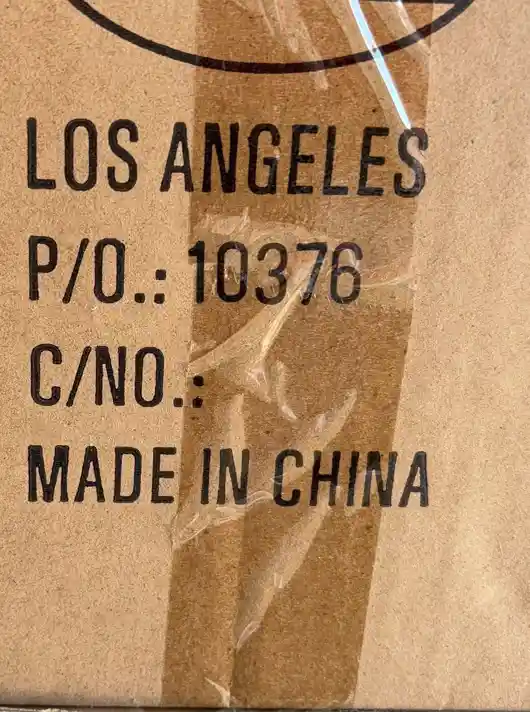 LOS ANGELES
P/O.: 10376
C/NO.:
MADE IN CHINA